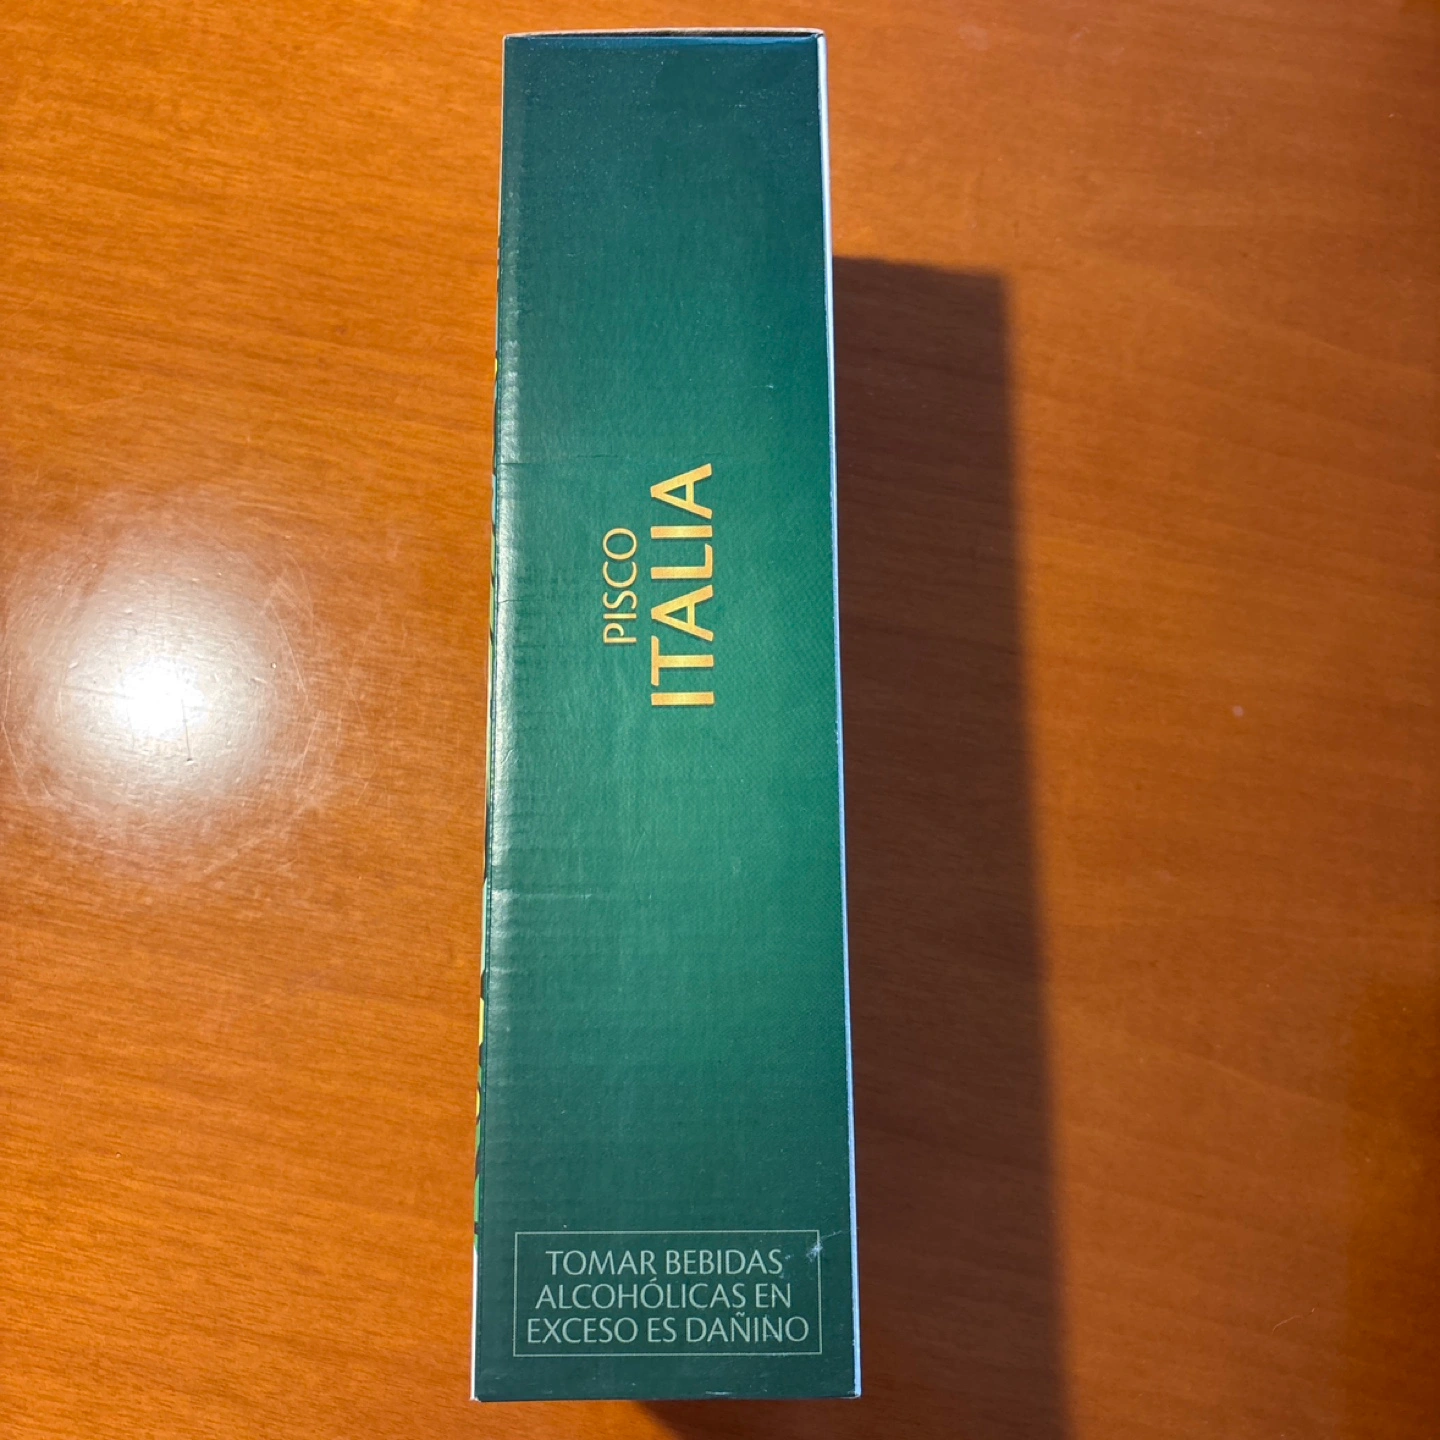 PISCO
ITALIA
TOMAR BEBIDAS
ALCOHÓLICAS EN
EXCESO ES DAÑINO